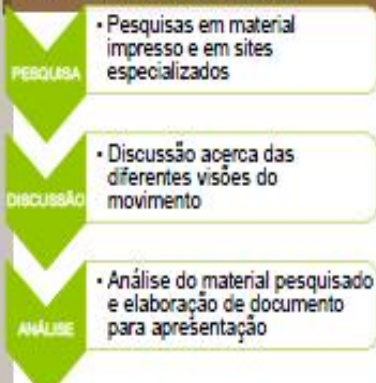 PESQUISA
• Pesquisas em material
impresso e em sites
especializados
DISCUSSÃO
• Discussão acerca das
diferentes visões do
movimento
ANÁLISE
• Análise do material pesquisado
e elaboração de documento
para apresentação